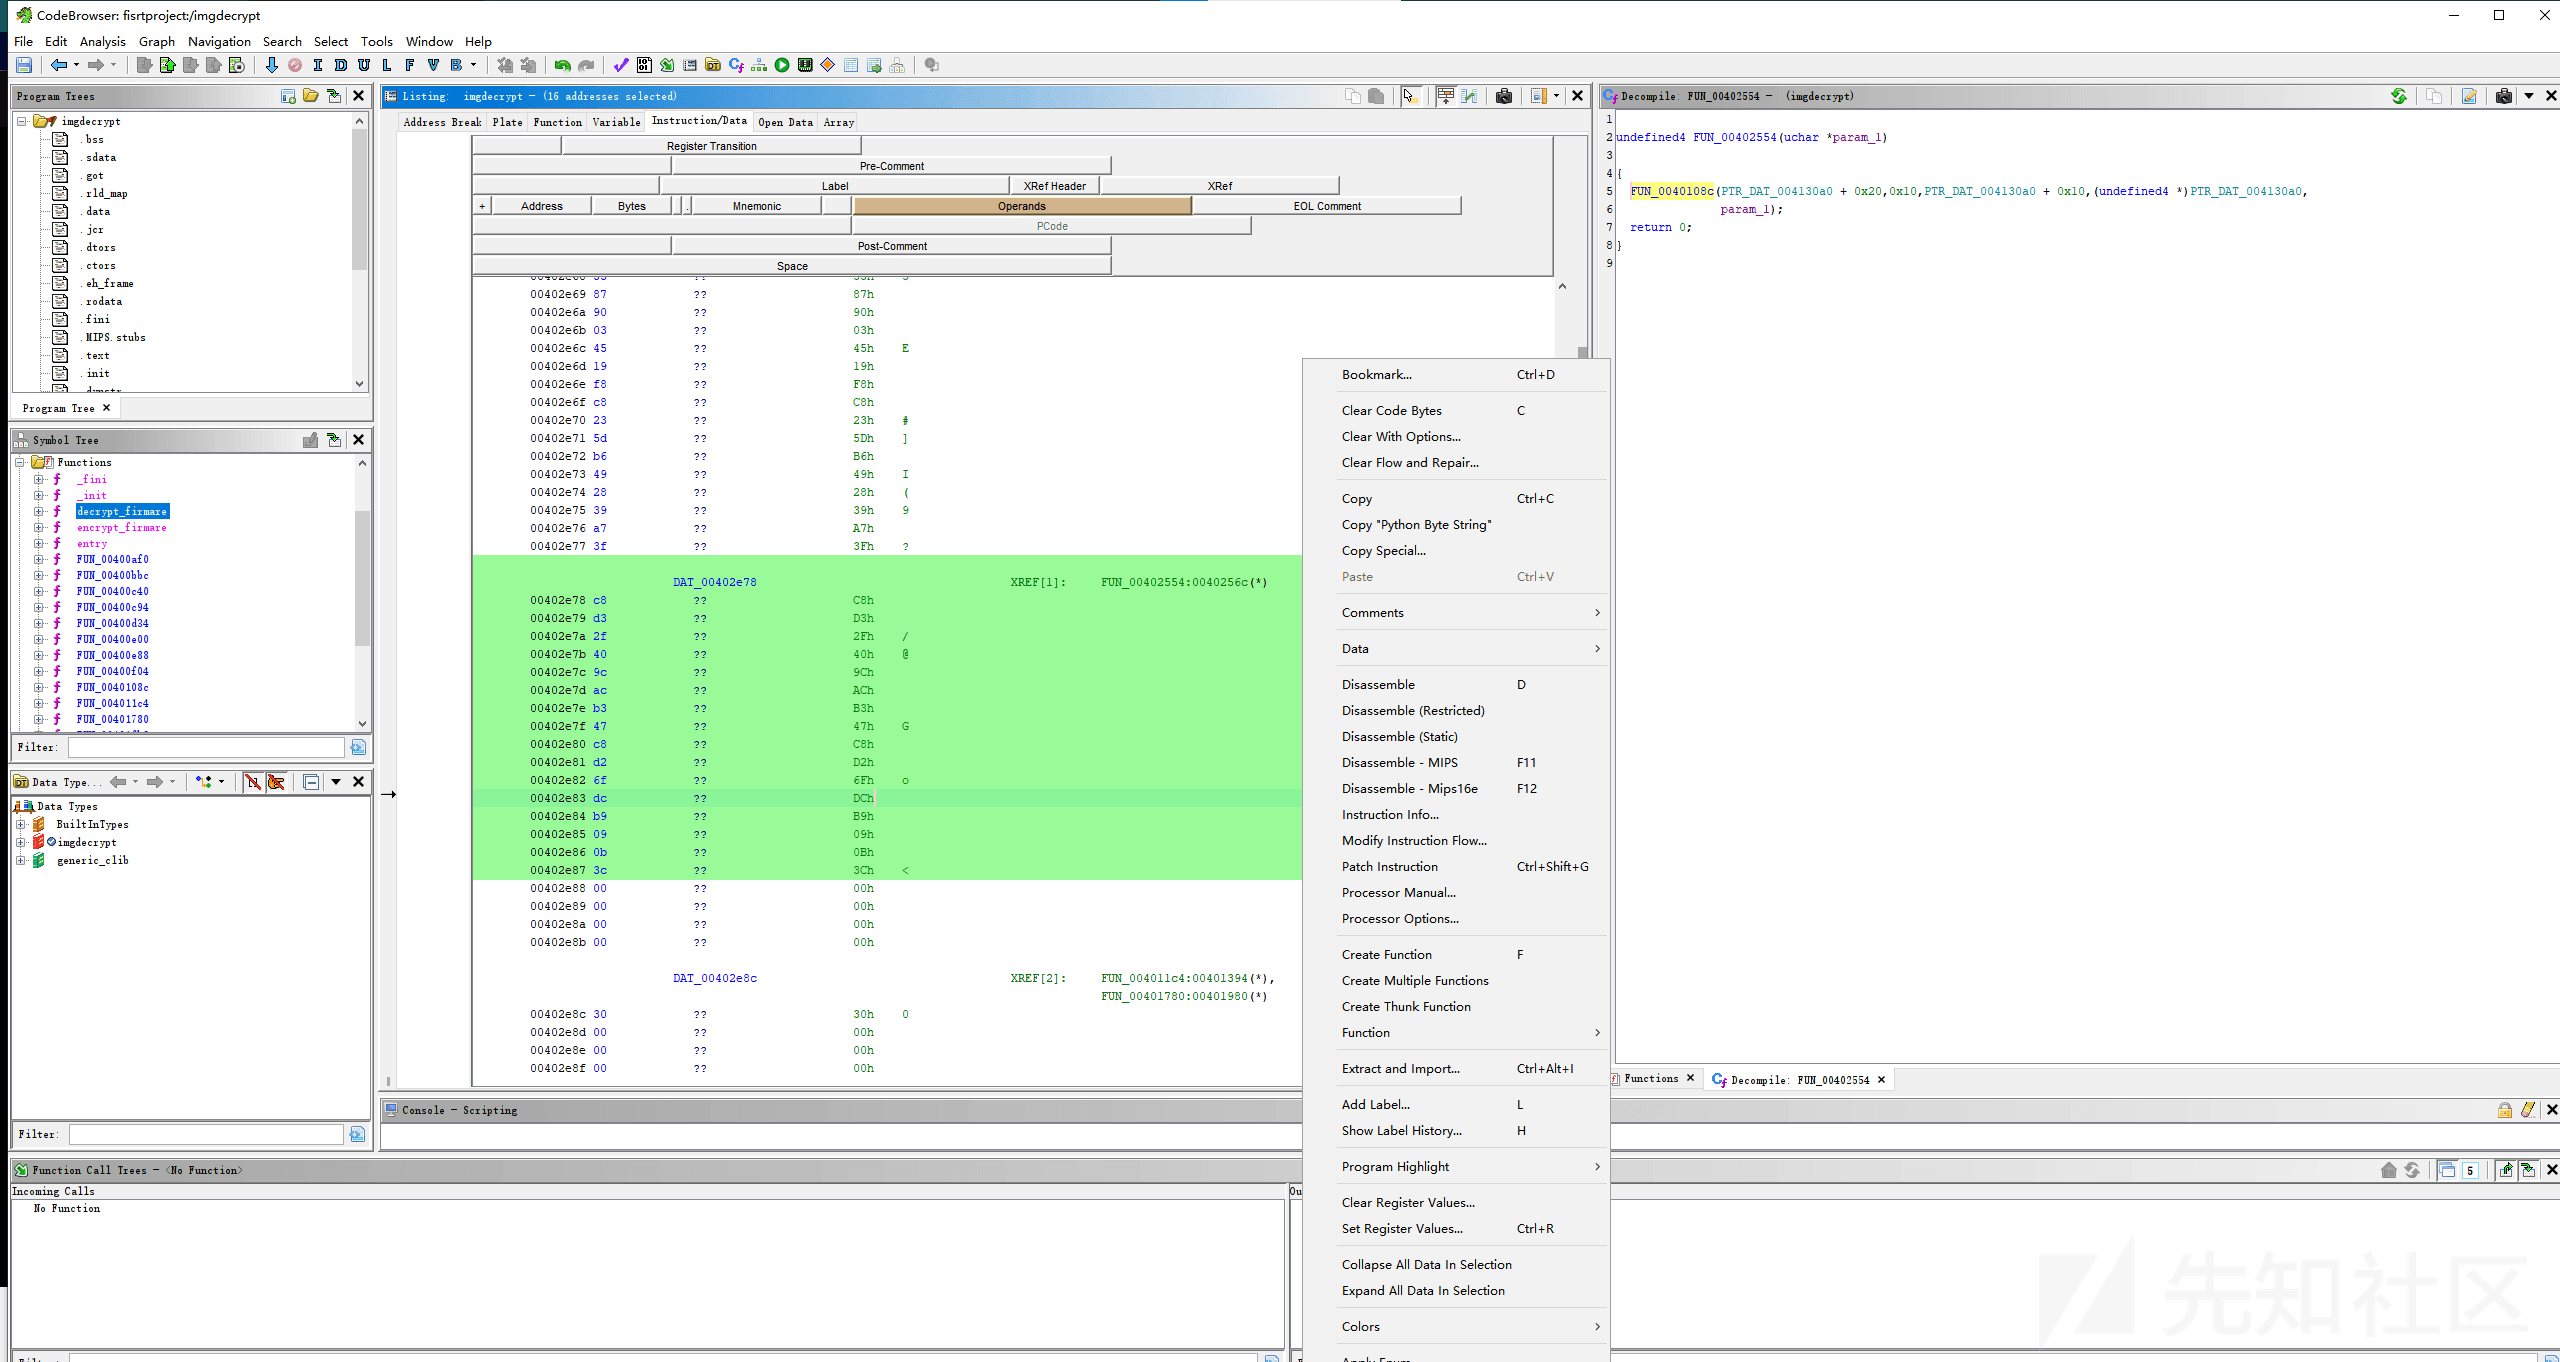 CodeBrowser: fisrtproject:/imgdecrypt
File Edit Analysis Graph Navigation Search Select Tools Window Help
I D U L F V B
Program Trees
imgdecrypt
.bss
.sdata
.got
.rld_map
.data
.jcr
.dtors
.ctors
.eh_frame
.rodata
.fini
.MIPS.stubs
.text
.init
Program Tree
Symbol Tree
Functions
_fini
_init
decrypt_firmare
encrypt_firmare
entry
FUN_00400af0
FUN_00400bbc
FUN_00400c40
FUN_00400c94
FUN_00400d34
FUN_00400e00
FUN_00400e88
FUN_00400f04
FUN_0040108c
FUN_004011c4
FUN_00401780
Filter:
Data Type...
Data Types
BuiltInTypes
imgdecrypt
generic_clib
Filter:
Listing: imgdecrypt - (16 addresses selected)
Address Break Plate Function Variable Instruction/Data Open Data Array
Register Transition
Pre-Comment
Label XRef Header XRef
+ Address Bytes . Mnemonic Operands EOL Comment
PCode
Post-Comment
Space
00402e69 87 ?? 87h
00402e6a 90 ?? 90h
00402e6b 03 ?? 03h
00402e6c 45 ?? 45h E
00402e6d 19 ?? 19h
00402e6e f8 ?? F8h
00402e6f c8 ?? C8h
00402e70 23 ?? 23h #
00402e71 5d ?? 5Dh ]
00402e72 b6 ?? B6h
00402e73 49 ?? 49h I
00402e74 28 ?? 28h (
00402e75 39 ?? 39h 9
00402e76 a7 ?? A7h
00402e77 3f ?? 3Fh ?
DAT_00402e78 XREF[1]: FUN_00402554:0040256c(*)
00402e78 c8 ?? C8h
00402e79 d3 ?? D3h
00402e7a 2f ?? 2Fh /
00402e7b 40 ?? 40h @
00402e7c 9c ?? 9Ch
00402e7d ac ?? ACh
00402e7e b3 ?? B3h
00402e7f 47 ?? 47h G
00402e80 c8 ?? C8h
00402e81 d2 ?? D2h
00402e82 6f ?? 6Fh o
00402e83 dc ?? DCh
00402e84 b9 ?? B9h
00402e85 09 ?? 09h
00402e86 0b ?? 0Bh
00402e87 3c ?? 3Ch <
00402e88 00 ?? 00h
00402e89 00 ?? 00h
00402e8a 00 ?? 00h
00402e8b 00 ?? 00h
DAT_00402e8c XREF[2]: FUN_004011c4:00401394(*),
FUN_00401780:00401980(*)
00402e8c 30 ?? 30h 0
00402e8d 00 ?? 00h
00402e8e 00 ?? 00h
00402e8f 00 ?? 00h
Bookmark... Ctrl+D
Clear Code Bytes C
Clear With Options...
Clear Flow and Repair...
Copy Ctrl+C
Copy "Python Byte String"
Copy Special...
Paste Ctrl+V
Comments
Data
Disassemble D
Disassemble (Restricted)
Disassemble (Static)
Disassemble - MIPS F11
Disassemble - Mips16e F12
Instruction Info...
Modify Instruction Flow...
Patch Instruction Ctrl+Shift+G
Processor Manual...
Processor Options...
Create Function F
Create Multiple Functions
Create Thunk Function
Function
Extract and Import... Ctrl+Alt+I
Add Label... L
Show Label History... H
Program Highlight
Clear Register Values...
Set Register Values... Ctrl+R
Collapse All Data In Selection
Expand All Data In Selection
Colors
Decompile: FUN_00402554 - (imgdecrypt)
1
2 undefined4 FUN_00402554(uchar *param_1)
3
4 {
5 FUN_0040108c(PTR_DAT_004130a0 + 0x20,0x10,PTR_DAT_004130a0 + 0x10,(undefined4 *)PTR_DAT_004130a0,
6 param_1);
7 return 0;
8 }
9
Functions
Decompile: FUN_00402554
Console - Scripting
Function Call Trees - <No Function>
5
Incoming Calls
No Function
先知社区